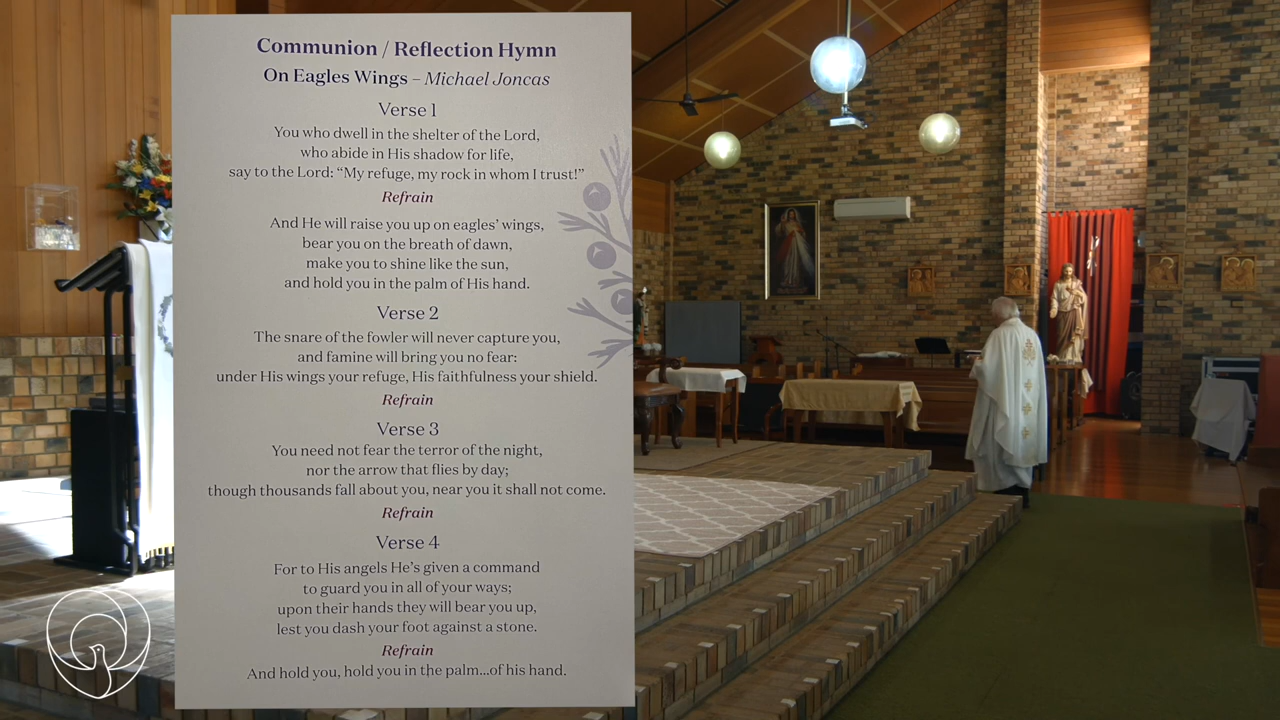 Communion / Reflection Hymn
On Eagles Wings – Michael Joncas
Verse 1
You who dwell in the shelter of the Lord,
who abide in His shadow for life,
say to the Lord: “My refuge, my rock in whom I trust!”
Refrain
And He will raise you up on eagles’ wings,
bear you on the breath of dawn,
make you to shine like the sun,
and hold you in the palm of His hand.
Verse 2
The snare of the fowler will never capture you,
and famine will bring you no fear:
under His wings your refuge, His faithfulness your shield.
Refrain
Verse 3
You need not fear the terror of the night,
nor the arrow that flies by day;
though thousands fall about you, near you it shall not come.
Refrain
Verse 4
For to His angels He’s given a command
to guard you in all of your ways;
upon their hands they will bear you up,
lest you dash your foot against a stone.
Refrain
And hold you, hold you in the palm...of his hand.